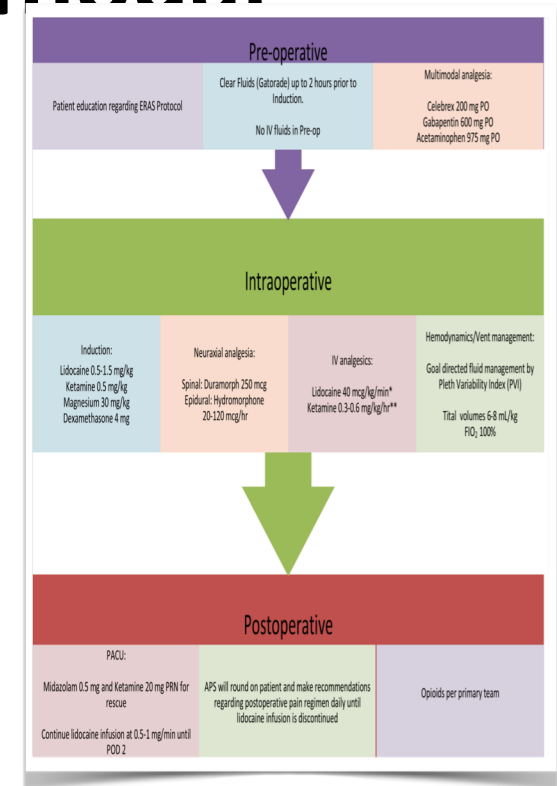 Pre-operative
Patient education regarding ERAS Protocol
Clear Fluids (Gatorade) up to 2 hours prior to
Induction.
No IV fluids in Pre-op
Multimodal analgesia:
Celebrex 200 mg PO
Gabapentin 600 mg PO
Acetaminophen 975 mg PO
Intraoperative
Induction:
Lidocaine 0.5-1.5 mg/kg
Ketamine 0.5 mg/kg
Magnesium 30 mg/kg
Dexamethasone 4 mg
Neuraxial analgesia:
Spinal: Duramorph 250 mcg
Epidural: Hydromorphone
20-120 mcg/hr
IV analgesics:
Lidocaine 40 mcg/kg/min*
Ketamine 0.3-0.6 mg/kg/hr**
Hemodynamics/Vent management:
Goal directed fluid management by
Pleth Variability Index (PVI)
Tital volumes 6-8 mL/kg
FIO₂ 100%
Postoperative
PACU:
Midazolam 0.5 mg and Ketamine 20 mg PRN for
rescue
Continue lidocaine infusion at 0.5-1 mg/min until
POD 2
APS will round on patient and make recommendations
regarding postoperative pain regimen daily until
lidocaine infusion is discontinued
Opioids per primary team